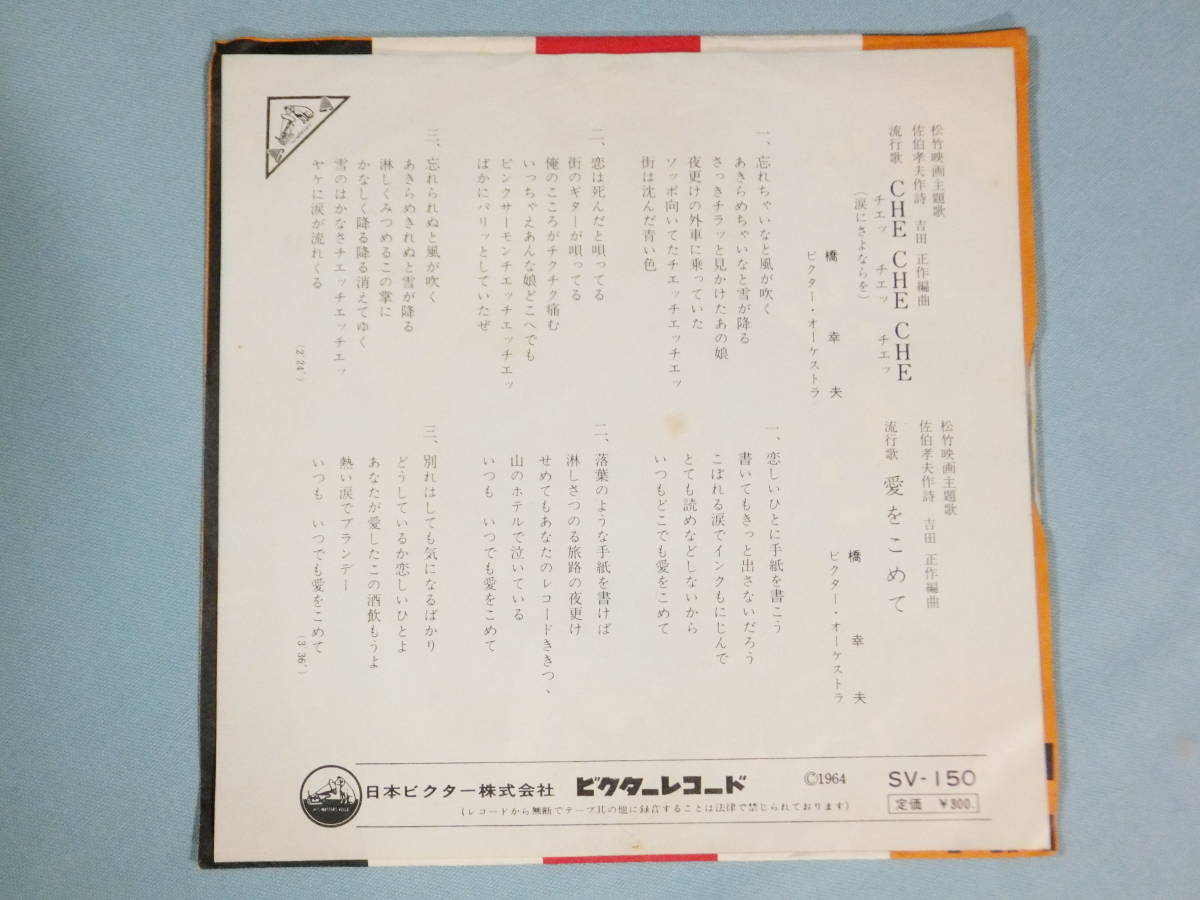 松竹映画主題歌
佐伯孝夫作詩 吉田 正作編曲
流行歌 CHE CHE CHE
チエッ チエッ チエッ
(涙にさよならを)
橋 幸夫
ビクター・オーケストラ
一、忘れちゃいなと風が吹く
あきらめちゃいなと雪が降る
さっきチラッと見かけたあの娘
夜更けの外車に乗っていた
ソッポ向いてたチエッチエッチエッ
街は沈んだ青い色
二、恋は死んだと唄ってる
街のギターが唄ってる
俺のこころがチクチク痛む
いっちゃえあんな娘どこへでも
ピンクサーモンチエッチエッチエッ
ばかにパリッとしていたぜ
三、忘れられぬと風が吹く
あきらめきれぬと雪が降る
淋しくみつめるこの掌に
かなしく降る降る消えてゆく
雪のはかなさチエッチエッチエッ
ヤケに涙が流れくる
(2'24")
松竹映画主題歌
佐伯孝夫作詩 吉田 正作編曲
流行歌 愛をこめて
橋 幸夫
ビクター・オーケストラ
一、恋しいひとに手紙を書こう
書いてもきっと出さないだろう
こぼれる涙でインクもにじんで
とても読めなどしないから
いつもどこでも愛をこめて
二、落葉のような手紙を書けば
淋しさつのる旅路の夜更け
せめてもあなたのレコードききつゝ
山のホテルで泣いている
いつも いつでも愛をこめて
三、別れはしても気になるばかり
どうしているか恋しいひとよ
あなたが愛したこの酒飲もうよ
熱い涙でブランデー
いつも いつでも愛をこめて
(3'36")
日本ビクター株式会社 ビクターレコード ©1964 SV-150
(レコードから無断でテープ其の他に録音することは法律で禁じられております) 定価 ¥300.